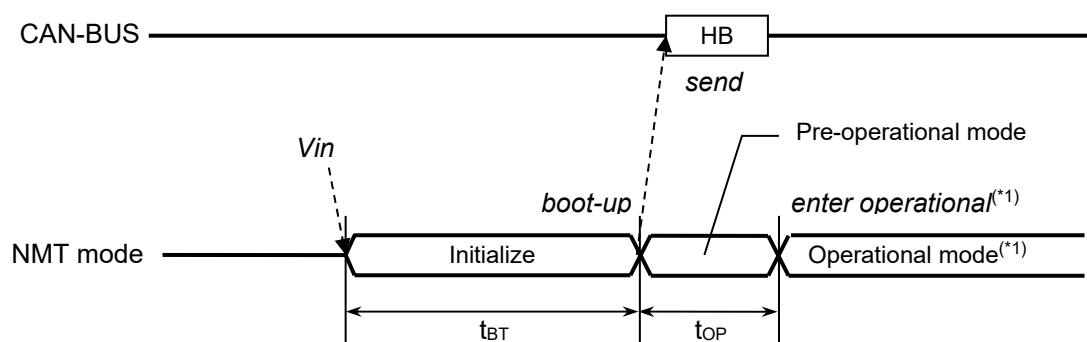 CAN-BUS
HB
send
Pre-operational mode
Vin
boot-up
enter operational(*1)
NMT mode
Initialize
Operational mode(*1)
tBT
tOP